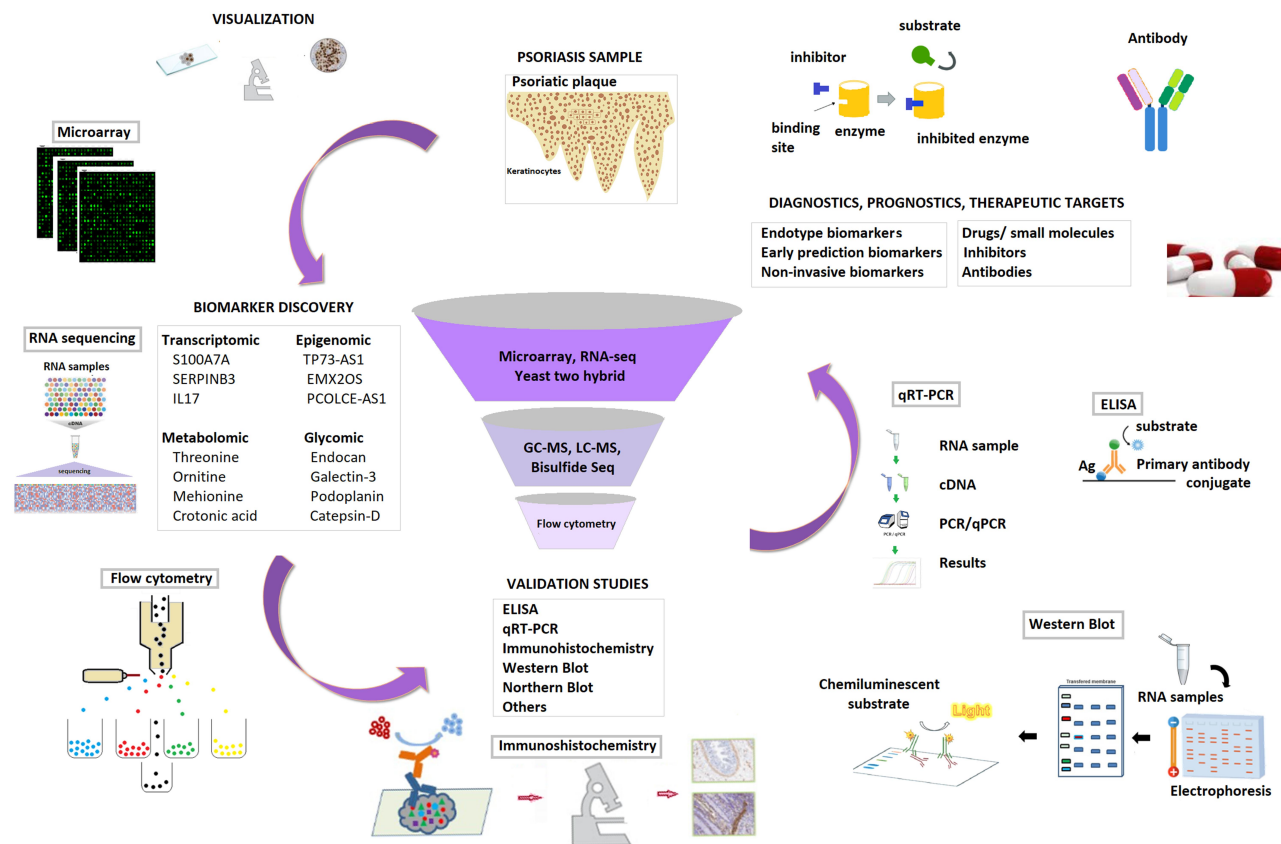 VISUALIZATION
PSORIASIS SAMPLE
Psoriatic plaque
Keratinocytes
substrate
inhibitor
binding
site
enzyme
inhibited enzyme
Antibody
Microarray
DIAGNOSTICS, PROGNOSTICS, THERAPEUTIC TARGETS
Endotype biomarkers
Early prediction biomarkers
Non-invasive biomarkers
Drugs/ small molecules
Inhibitors
Antibodies
BIOMARKER DISCOVERY
Transcriptomic
S100A7A
SERPINB3
IL17
Epigenomic
TP73-AS1
EMX2OS
PCOLCE-AS1
Metabolomic
Threonine
Ornitine
Mehionine
Crotonic acid
Glycomic
Endocan
Galectin-3
Podoplanin
Catepsin-D
RNA sequencing
RNA samples
cDNA
sequencing
Microarray, RNA-seq
Yeast two hybrid
GC-MS, LC-MS,
Bisulfide Seq
Flow cytometry
qRT-PCR
RNA sample
cDNA
PCR/qPCR
PCR / qPCR
Results
ELISA
substrate
Ag
Primary antibody
conjugate
Flow cytometry
VALIDATION STUDIES
ELISA
qRT-PCR
Immunohistochemistry
Western Blot
Northern Blot
Others
Immunoshistochemistry
Western Blot
Chemiluminescent
substrate
Light
Transfered membrane
RNA samples
Electrophoresis